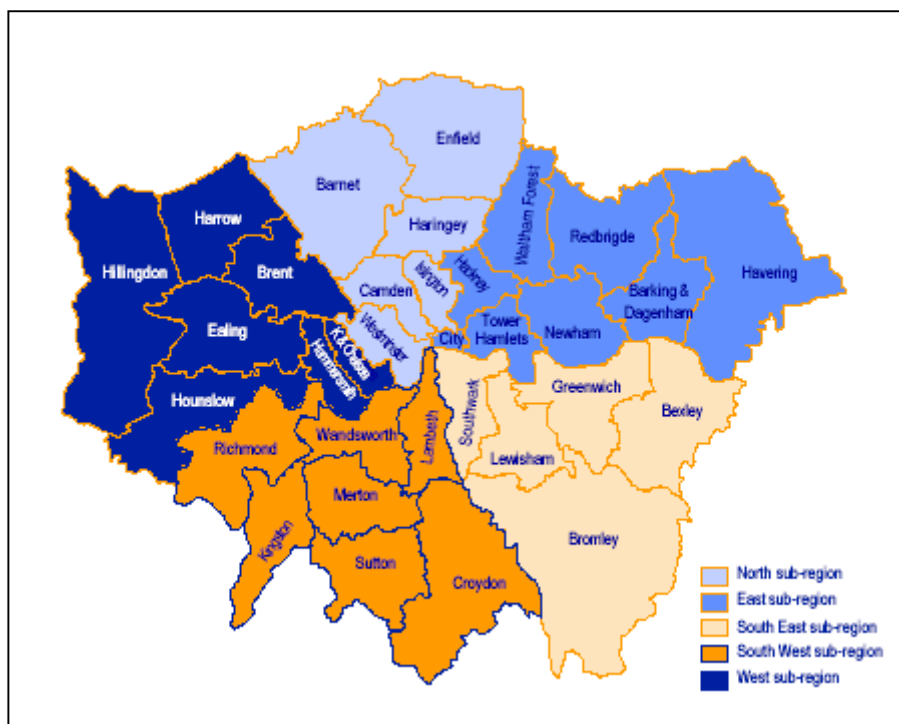 Enfield
Barnet
Waltham Forest
Harrow
Haringey
Redbrigde
Hillingdon
Brent
Islington
Hackney
Havering
Camden
Barking &
Dagenham
Ealing
Westminster
City
Tower
Hamlets
Newham
K&Chelsea
Hammersmith
Hounslow
Greenwich
Southwark
Bexley
Richmond
Wandsworth
Lambeth
Lewisham
Merton
Kingston
Sutton
Croydon
Bromley
North sub-region
East sub-region
South East sub-region
South West sub-region
West sub-region